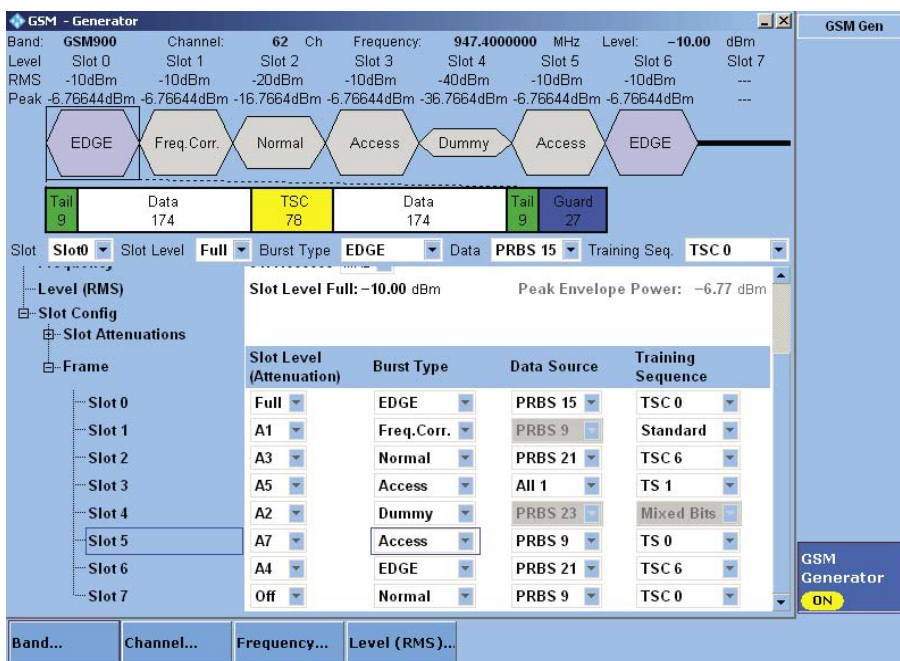 GSM - Generator
GSM Gen
Band: GSM900 Channel: 62 Ch Frequency: 947.4000000 MHz Level: -10.00 dBm
Level Slot 0 Slot 1 Slot 2 Slot 3 Slot 4 Slot 5 Slot 6 Slot 7
RMS -10dBm -10dBm -20dBm -10dBm -40dBm -10dBm -10dBm ---
Peak -6.76644dBm -6.76644dBm -16.7664dBm -6.76644dBm -36.7664dBm -6.76644dBm -6.76644dBm ---
EDGE Freq.Corr. Normal Access Dummy Access EDGE
Tail Data TSC Data Tail Guard
9 174 78 174 9 27
Slot Slot0 Slot Level Full Burst Type EDGE Data PRBS 15 Training Seq. TSC 0
Level (RMS) Slot Level Full: -10.00 dBm Peak Envelope Power: -6.77 dBm
Slot Config
Slot Attenuations
Frame Slot Level (Attenuation) Burst Type Data Source Training Sequence
Slot 0 Full EDGE PRBS 15 TSC 0
Slot 1 A1 Freq.Corr. PRBS 9 Standard
Slot 2 A3 Normal PRBS 21 TSC 6
Slot 3 A5 Access All 1 TS 1
Slot 4 A2 Dummy PRBS 23 Mixed Bits
Slot 5 A7 Access PRBS 9 TS 0
Slot 6 A4 EDGE PRBS 21 TSC 6
Slot 7 Off Normal PRBS 9 TSC 0
GSM
Generator
ON
Band... Channel... Frequency... Level (RMS)...